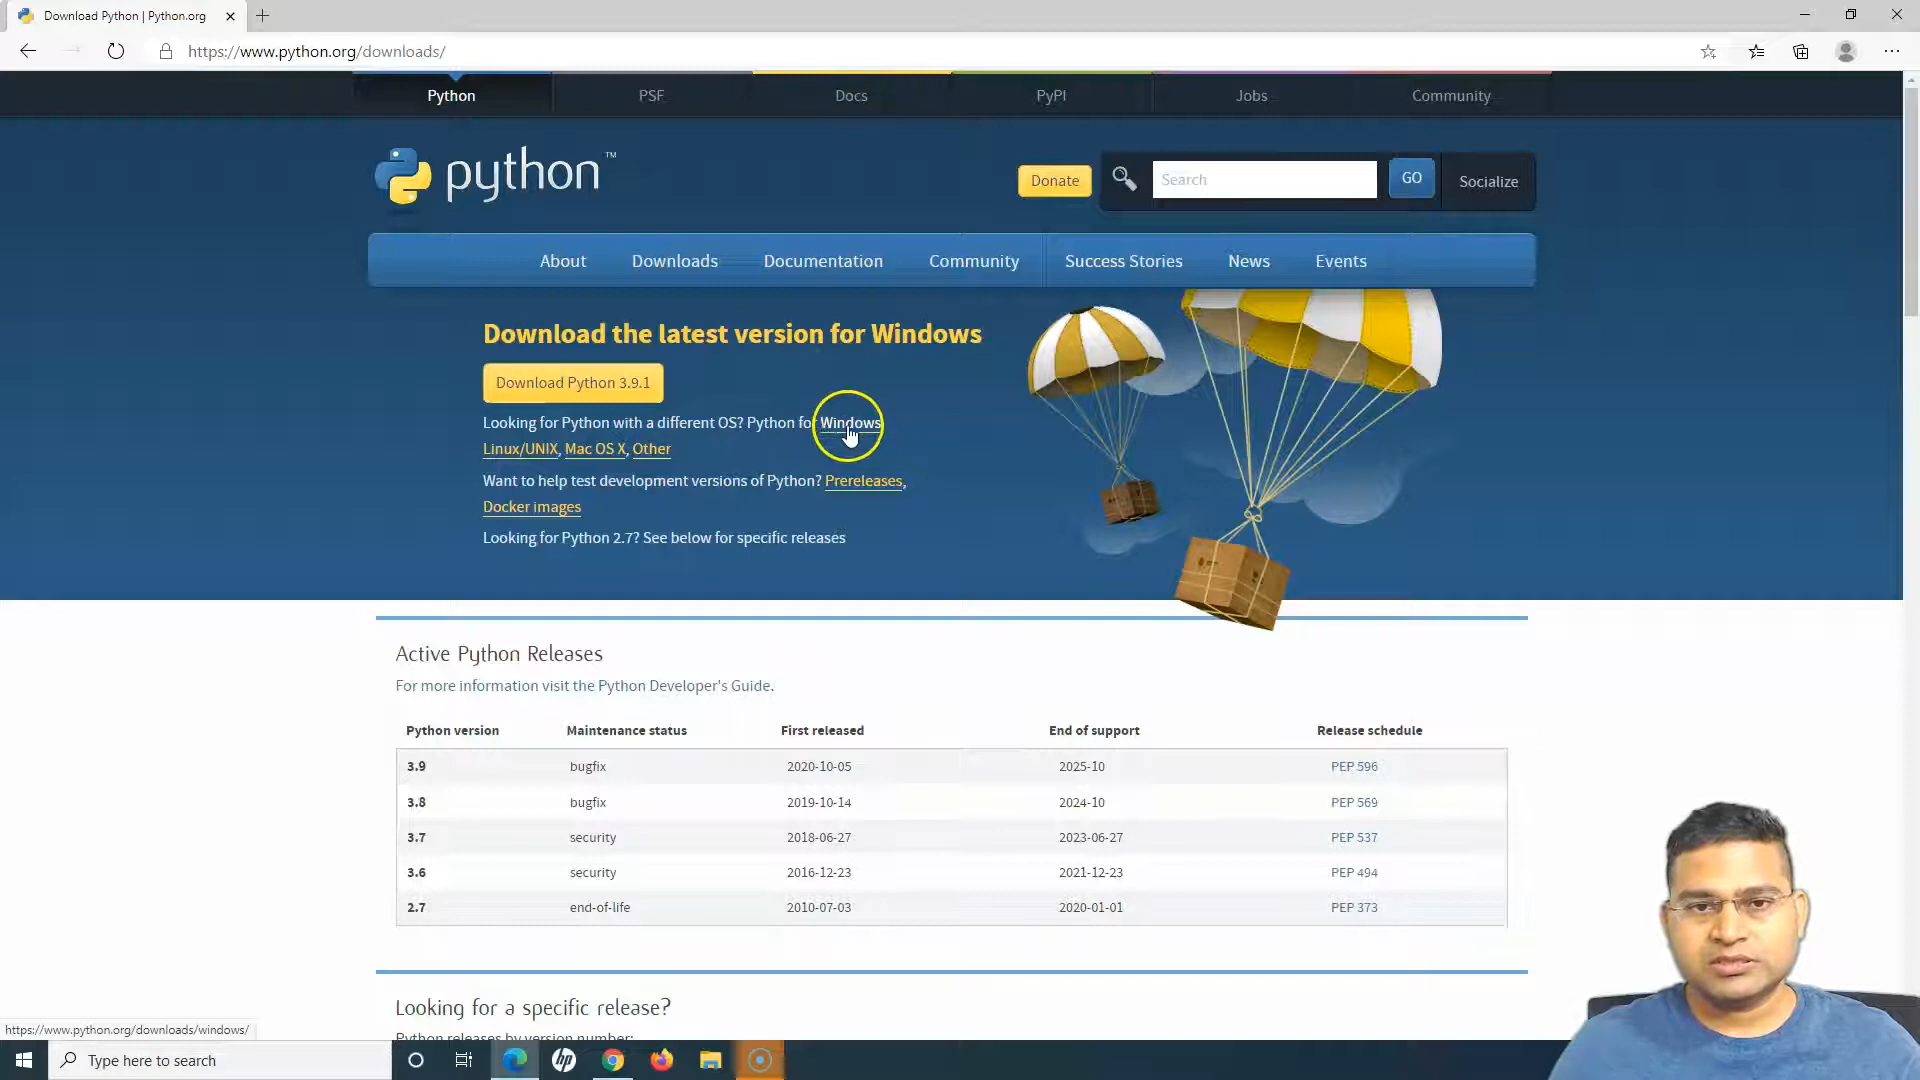 Download Python | Python.org
https://www.python.org/downloads/
Python PSF Docs PyPI Jobs Community
python™
Donate Search GO Socialize
About Downloads Documentation Community Success Stories News Events
Download the latest version for Windows
Download Python 3.9.1
Looking for Python with a different OS? Python for Windows
Linux/UNIX, Mac OS X, Other
Want to help test development versions of Python? Prereleases,
Docker images
Looking for Python 2.7? See below for specific releases
Active Python Releases
For more information visit the Python Developer's Guide.
Python version Maintenance status First released End of support Release schedule
3.9 bugfix 2020-10-05 2025-10 PEP 596
3.8 bugfix 2019-10-14 2024-10 PEP 569
3.7 security 2018-06-27 2023-06-27 PEP 537
3.6 security 2016-12-23 2021-12-23 PEP 494
2.7 end-of-life 2010-07-03 2020-01-01 PEP 373
Looking for a specific release?
Python releases by version number:
https://www.python.org/downloads/windows/
Type here to search
hp